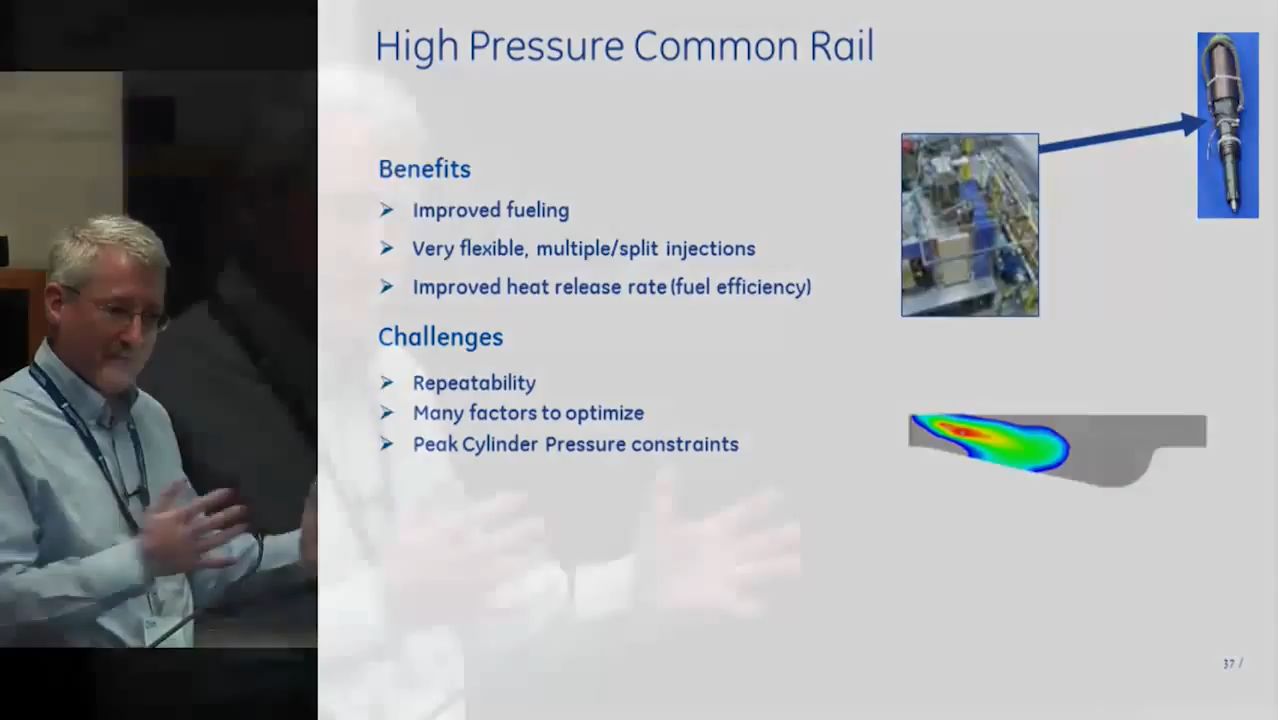 High Pressure Common Rail
Benefits
Improved fueling
Very flexible, multiple/split injections
Improved heat release rate (fuel efficiency)
Challenges
Repeatability
Many factors to optimize
Peak Cylinder Pressure constraints
37 /